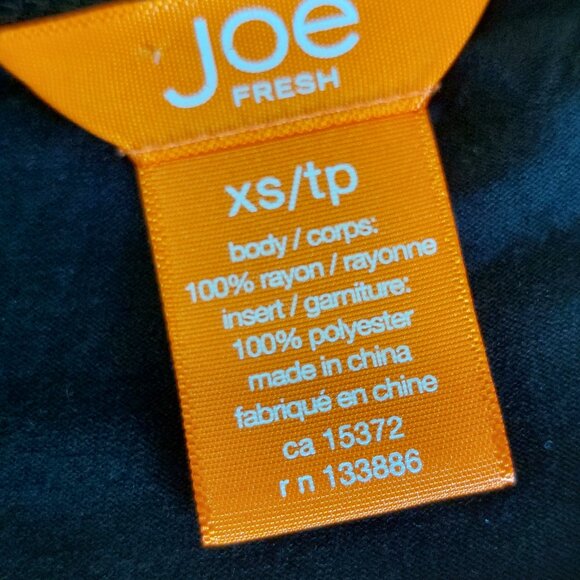 Joe
FRESH
xs/tp
body / corps:
100% rayon / rayonne
insert / garniture:
100% polyester
made in china
fabriqué en chine
ca 15372
r n 133886